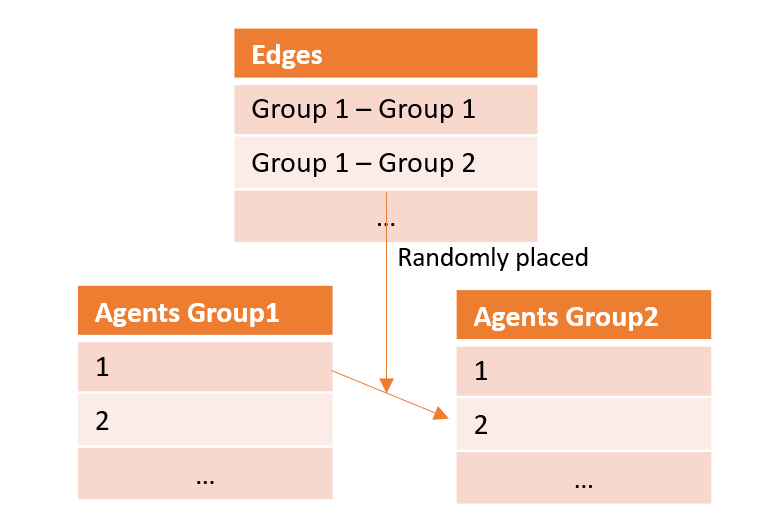 Edges
Group 1 – Group 1
Group 1 – Group 2
...
Randomly placed
Agents Group1
1
2
...
Agents Group2
1
2
...